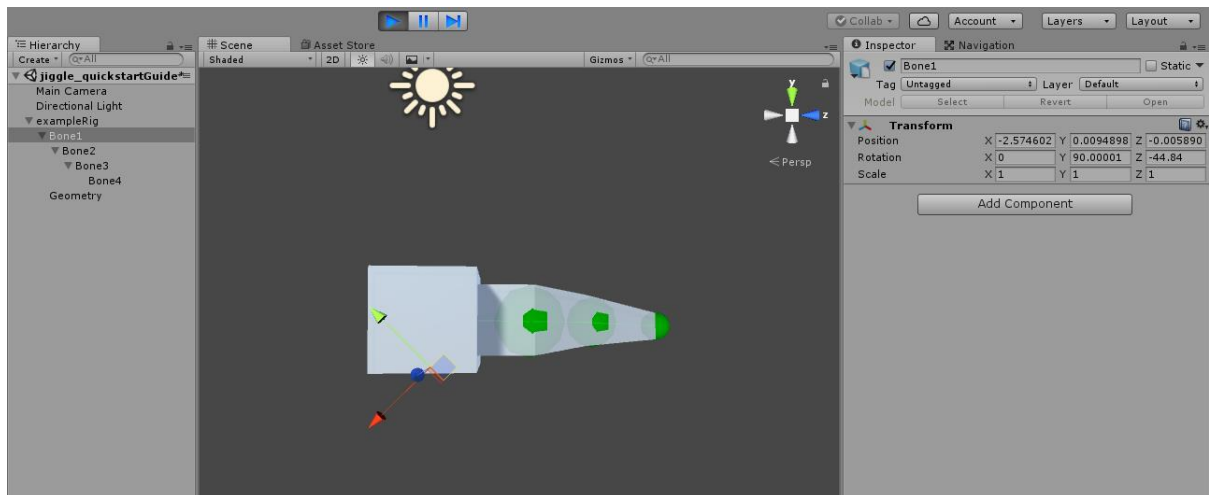 Collab Account Layers Layout
Hierarchy
Create All
jiggle_quickstartGuide*
Main Camera
Directional Light
exampleRig
Bone1
Bone2
Bone3
Bone4
Geometry
Scene Asset Store
Shaded 2D Gizmos All
y
z
Persp
Inspector Navigation
Bone1 Static
Tag Untagged Layer Default
Model Select Revert Open
Transform
Position X -2.574602 Y 0.0094898 Z -0.005890
Rotation X 0 Y 90.00001 Z -44.84
Scale X 1 Y 1 Z 1
Add Component